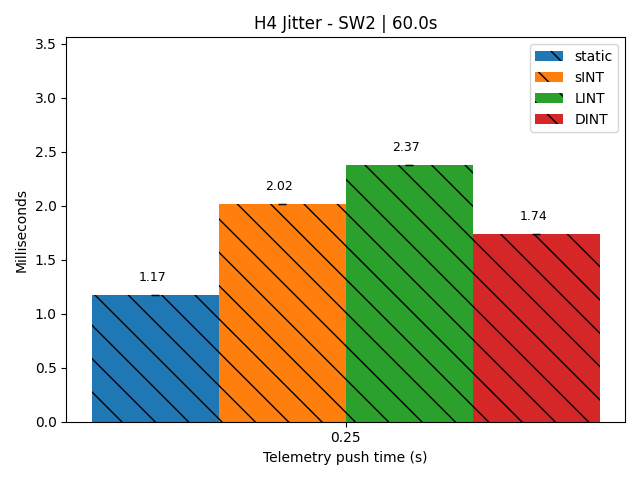 H4 Jitter - SW2 | 60.0s
static
sINT
LINT
DINT
3.5
3.0
2.5
2.0
1.5
1.0
0.5
0.0
Milliseconds
1.17
2.02
2.37
1.74
0.25
Telemetry push time (s)